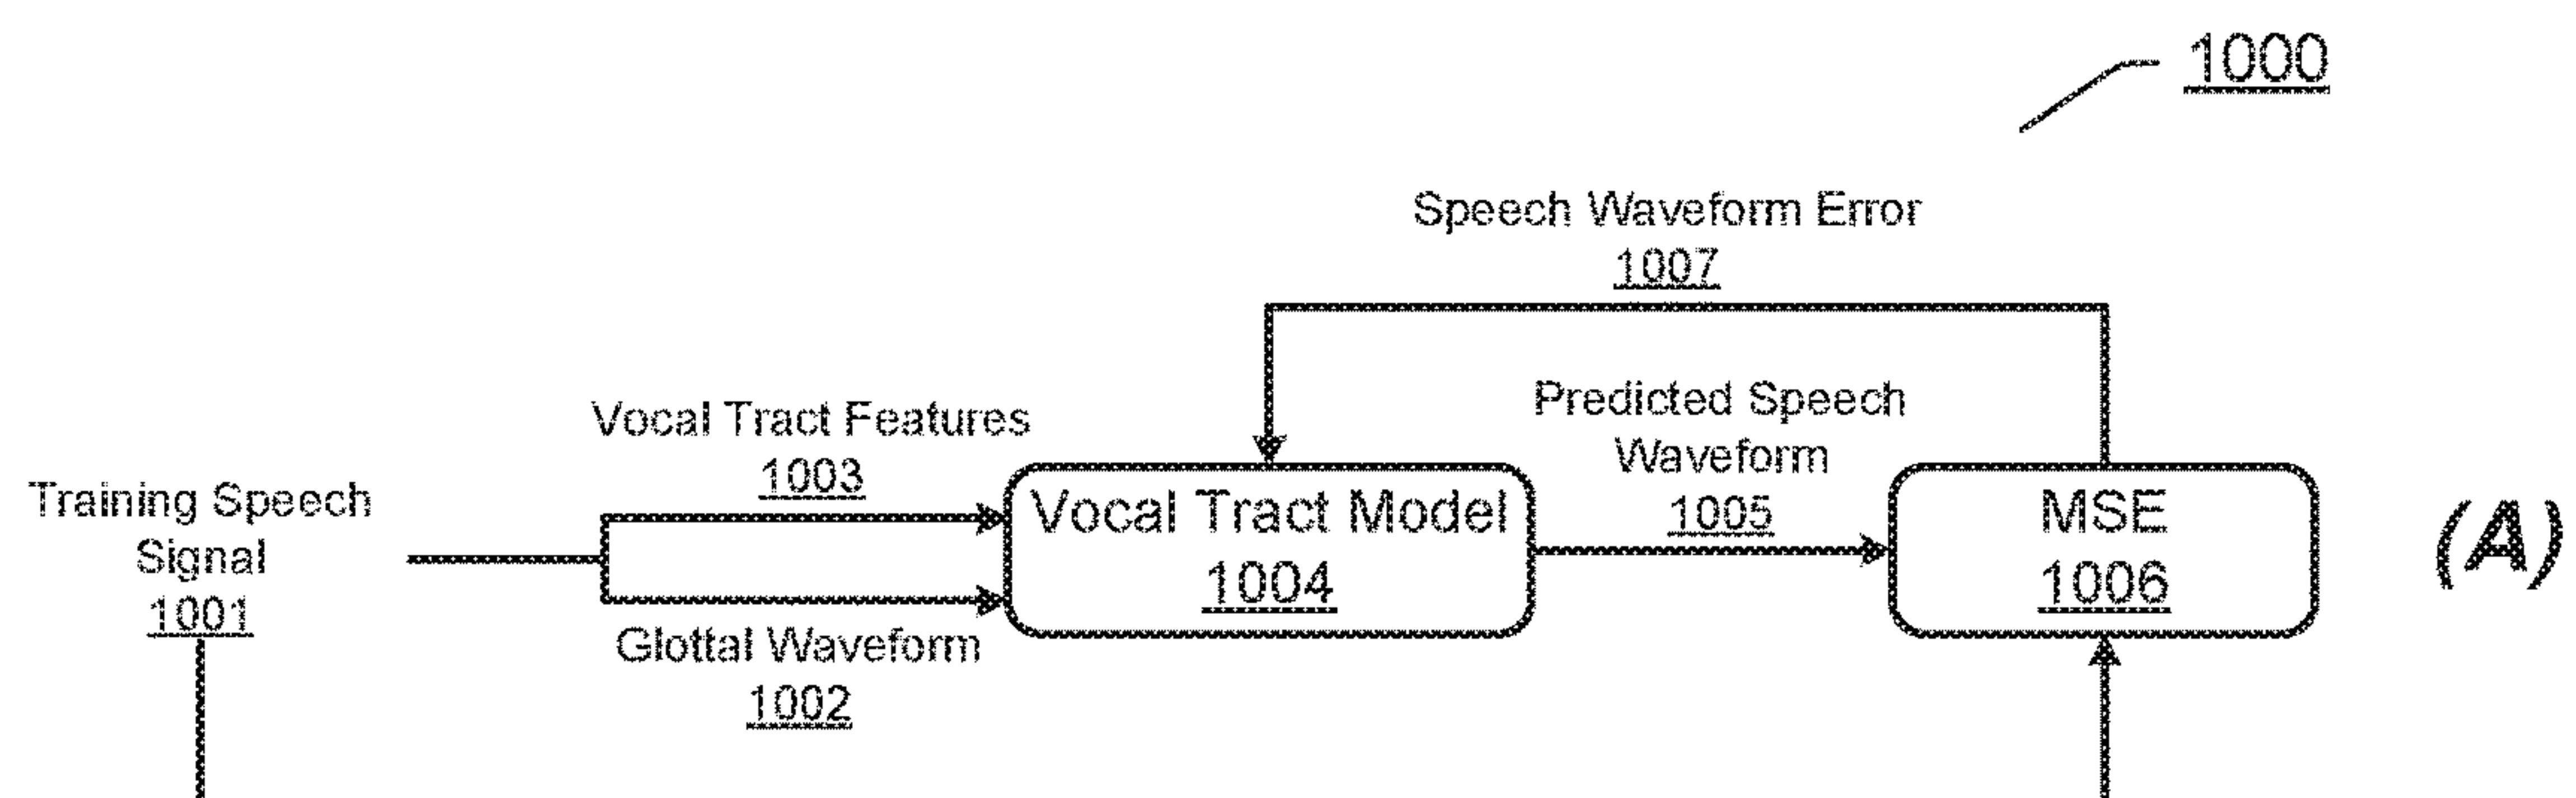 1000
Speech Waveform Error
1007
Vocal Tract Features
1003
Predicted Speech
Waveform
1005
Training Speech
Signal
1001
Vocal Tract Model
1004
MSE
1006
(A)
Glottal Waveform
1002